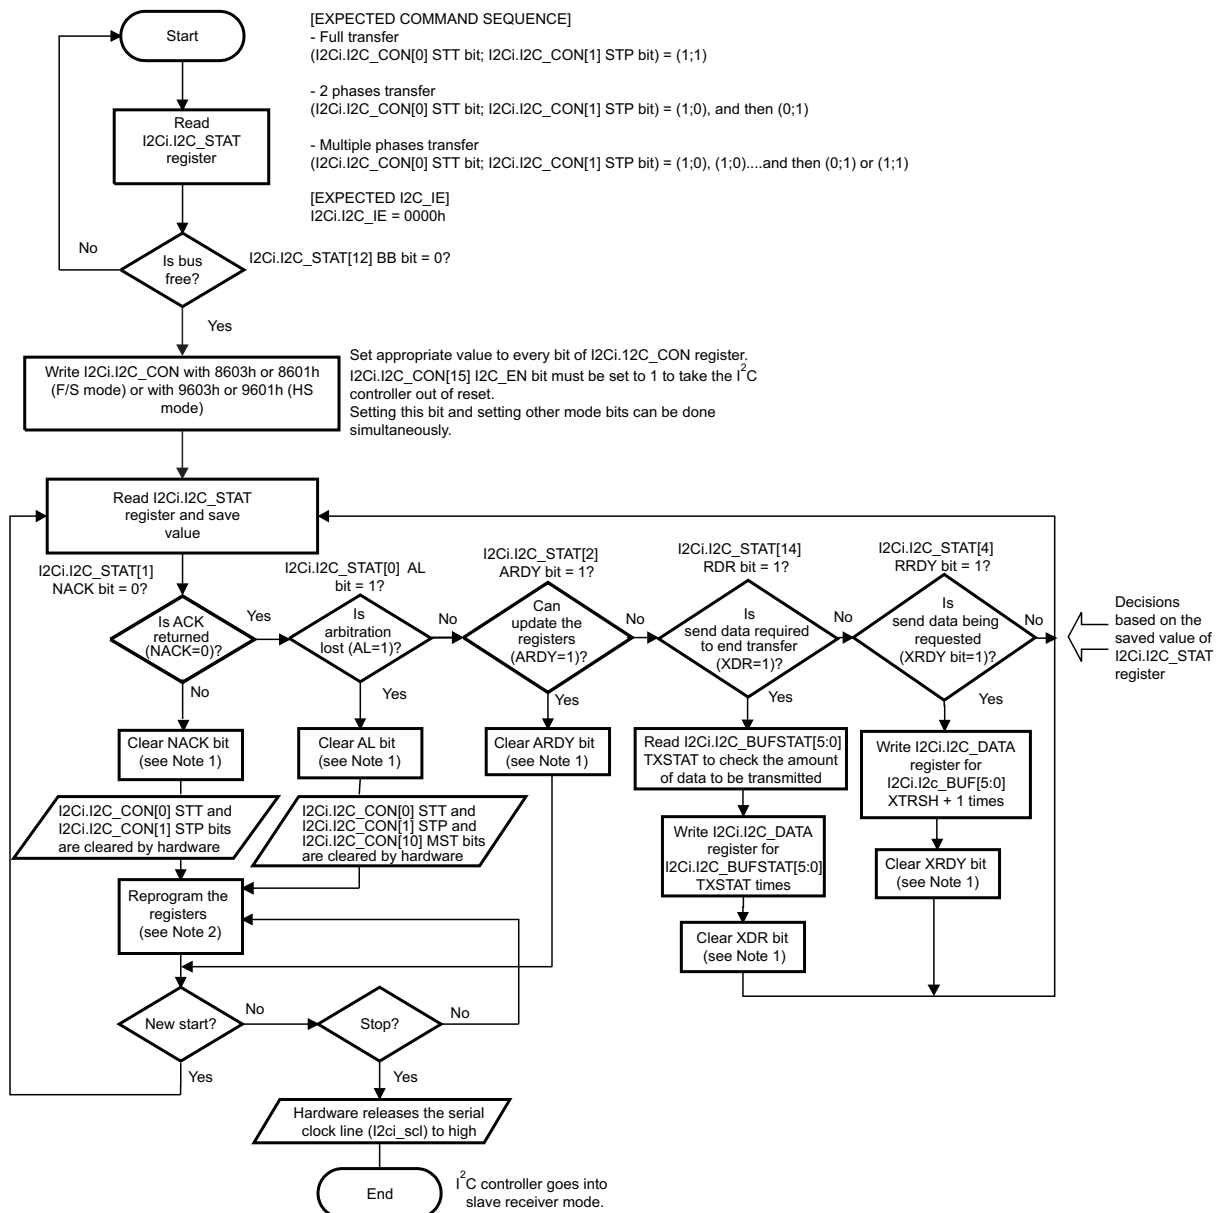 Start
[EXPECTED COMMAND SEQUENCE]
- Full transfer
(I2Ci.I2C_CON[0] STT bit; I2Ci.I2C_CON[1] STP bit) = (1;1)
- 2 phases transfer
(I2Ci.I2C_CON[0] STT bit; I2Ci.I2C_CON[1] STP bit) = (1;0), and then (0;1)
- Multiple phases transfer
(I2Ci.I2C_CON[0] STT bit; I2Ci.I2C_CON[1] STP bit) = (1;0), (1;0)....and then (0;1) or (1;1)
[EXPECTED I2C_IE]
I2Ci.I2C_IE = 0000h
Read
I2Ci.I2C_STAT
register
No
Is bus
free?
I2Ci.I2C_STAT[12] BB bit = 0?
Yes
Write I2Ci.I2C_CON with 8603h or 8601h
(F/S mode) or with 9603h or 9601h (HS
mode)
Set appropriate value to every bit of I2Ci.12C_CON register.
I2Ci.I2C_CON[15] I2C_EN bit must be set to 1 to take the I2C
controller out of reset.
Setting this bit and setting other mode bits can be done
simultaneously.
Read I2Ci.I2C_STAT
register and save
value
I2Ci.I2C_STAT[1]
NACK bit = 0?
Is ACK
returned
(NACK=0)?
Yes
No
I2Ci.I2C_STAT[0] AL
bit = 1?
Is
arbitration
lost (AL=1)?
No
Yes
I2Ci.I2C_STAT[2]
ARDY bit = 1?
Can
update the
registers
(ARDY=1)?
No
Yes
I2Ci.I2C_STAT[14]
RDR bit = 1?
Is
send data required
to end transfer
(XDR=1)?
No
Yes
I2Ci.I2C_STAT[4]
RRDY bit = 1?
Is
send data being
requested
(XRDY bit=1)?
No
Yes
Decisions
based on the
saved value of
I2Ci.I2C_STAT
register
Clear NACK bit
(see Note 1)
Clear AL bit
(see Note 1)
Clear ARDY bit
(see Note 1)
Read I2Ci.I2C_BUFSTAT[5:0]
TXSTAT to check the amount
of data to be transmitted
Write I2Ci.I2C_DATA
register for
I2Ci.I2c_BUF[5:0]
XTRSH + 1 times
I2Ci.I2C_CON[0] STT and
I2Ci.I2C_CON[1] STP bits
are cleared by hardware
I2Ci.I2C_CON[0] STT and
I2Ci.I2C_CON[1] STP and
I2Ci.I2C_CON[10] MST bits
are cleared by hardware
Write I2Ci.I2C_DATA
register for
I2Ci.I2C_BUFSTAT[5:0]
TXSTAT times
Clear XRDY bit
(see Note 1)
Reprogram the
registers
(see Note 2)
Clear XDR bit
(see Note 1)
New start?
No
Yes
Stop?
No
Yes
Hardware releases the serial
clock line (I2ci_scl) to high
End
I2C controller goes into
slave receiver mode.